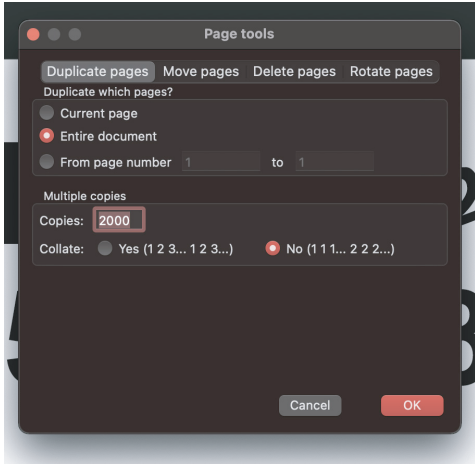 Page tools
Duplicate pages Move pages Delete pages Rotate pages
Duplicate which pages?
Current page
Entire document
From page number 1 to 1
Multiple copies
Copies: 2000
Collate: Yes (1 2 3... 1 2 3...) No (1 1 1... 2 2 2...)
Cancel OK